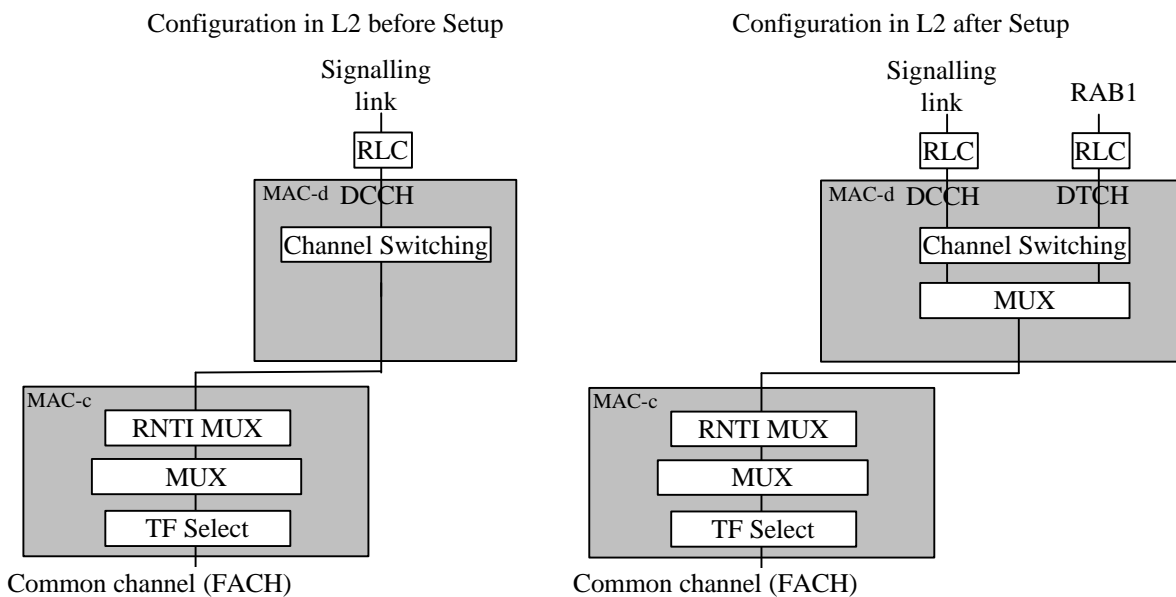 Configuration in L2 before Setup
Signalling
link
RLC
MAC-d DCCH
Channel Switching
MAC-c
RNTI MUX
MUX
TF Select
Common channel (FACH)
Configuration in L2 after Setup
Signalling
link
RAB1
RLC
RLC
MAC-d DCCH
DTCH
Channel Switching
MUX
MAC-c
RNTI MUX
MUX
TF Select
Common channel (FACH)